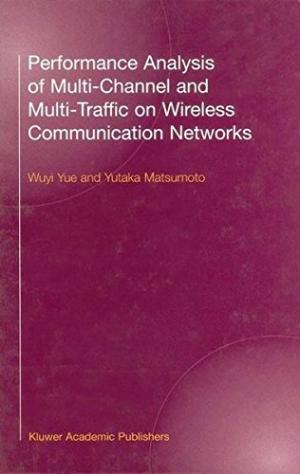 Performance Analysis
of Multi-Channel and
Multi-Traffic on Wireless
Communication Networks
Wuyi Yue and Yutaka Matsumoto
Kluwer Academic Publishers